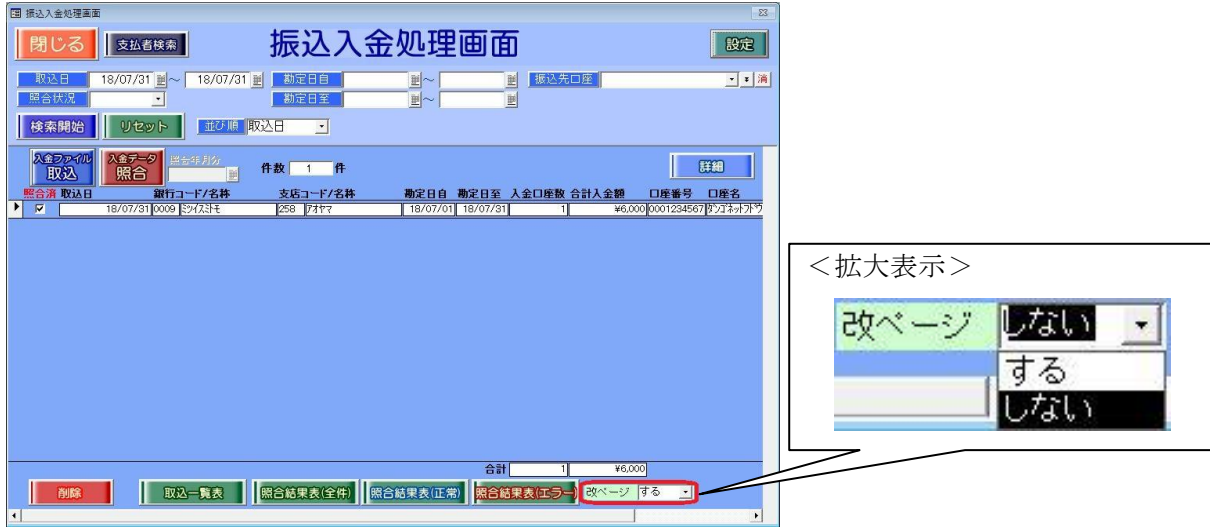 振込入金処理画面
閉じる 支払者検索 振込入金処理画面 設定
取込日 18/07/31 ～ 18/07/31 勘定日自 ～ 振込先口座 消
照合状況 勘定日至 ～
検索開始 リセット 並び順 取込日
入金ファイル 取込 入金データ 照合 照合年月分 件数 1 件 詳細
照合済 取込日 銀行コード/名称 支店コード/名称 勘定日自 勘定日至 入金口座数 合計入金額 口座番号 口座名
18/07/31 0009 ﾐﾂｲｽﾐﾄﾓ 258 ｱｵﾔﾏ 18/07/01 18/07/31 1 ¥6,000 0001234567
合計 1 ¥6,000
削除 取込一覧表 照合結果表(全件) 照合結果表(正常) 照合結果表(エラー) 改ページ する
＜拡大表示＞
改ページ しない
する
しない